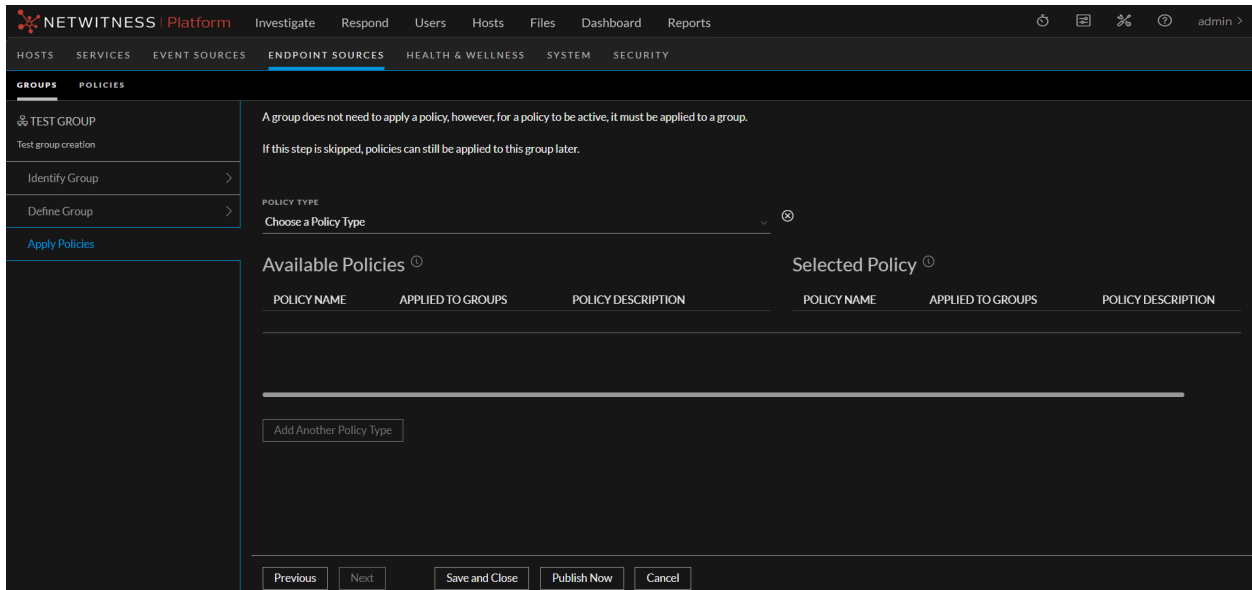 NETWITNESS | Platform Investigate Respond Users Hosts Files Dashboard Reports admin >
HOSTS SERVICES EVENT SOURCES ENDPOINT SOURCES HEALTH & WELLNESS SYSTEM SECURITY
GROUPS POLICIES
TEST GROUP
Test group creation
Identify Group
Define Group
Apply Policies
A group does not need to apply a policy, however, for a policy to be active, it must be applied to a group.
If this step is skipped, policies can still be applied to this group later.
POLICY TYPE
Choose a Policy Type
Available Policies
POLICY NAME APPLIED TO GROUPS POLICY DESCRIPTION
Selected Policy
POLICY NAME APPLIED TO GROUPS POLICY DESCRIPTION
Add Another Policy Type
Previous Next Save and Close Publish Now Cancel